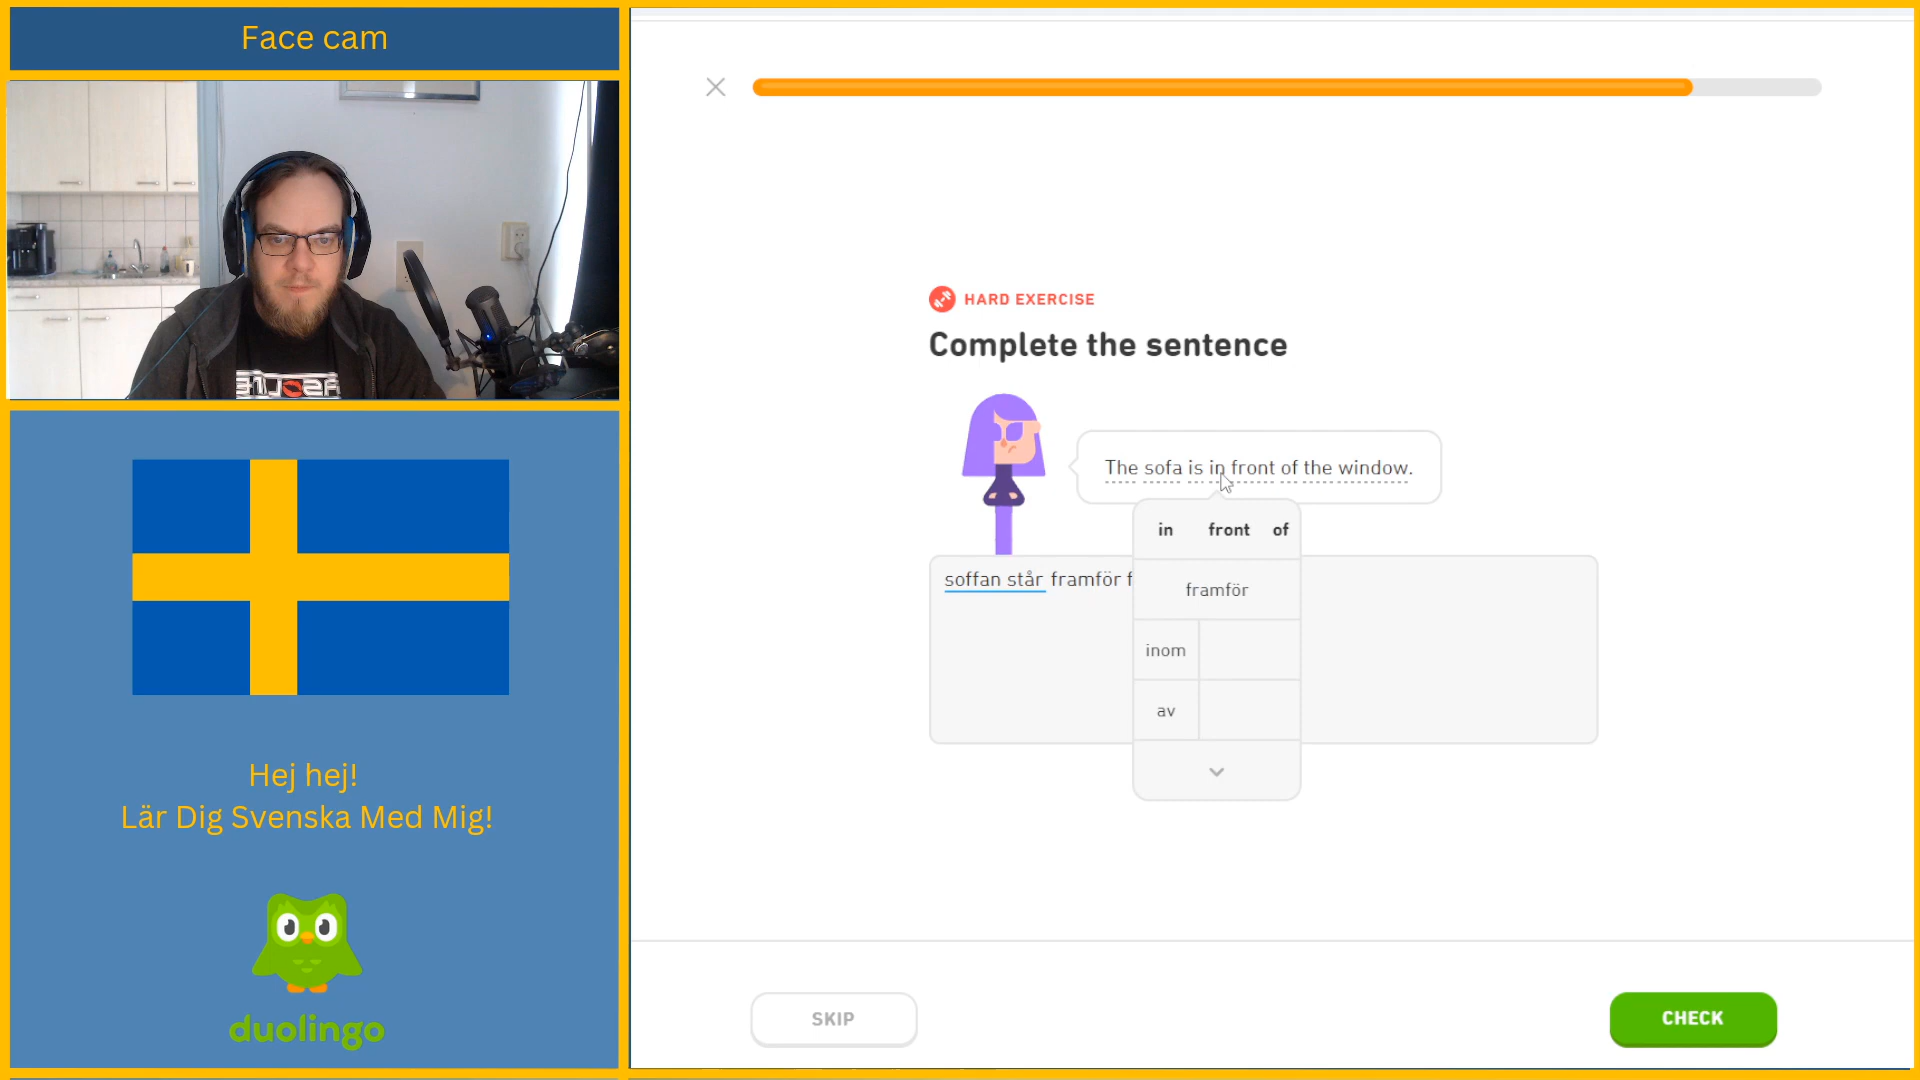 Face cam
HARD EXERCISE
Complete the sentence
The sofa is in front of the window.
in front of
soffan står framför f
framför
inom
av
Hej hej!
Lär Dig Svenska Med Mig!
duolingo
SKIP
CHECK